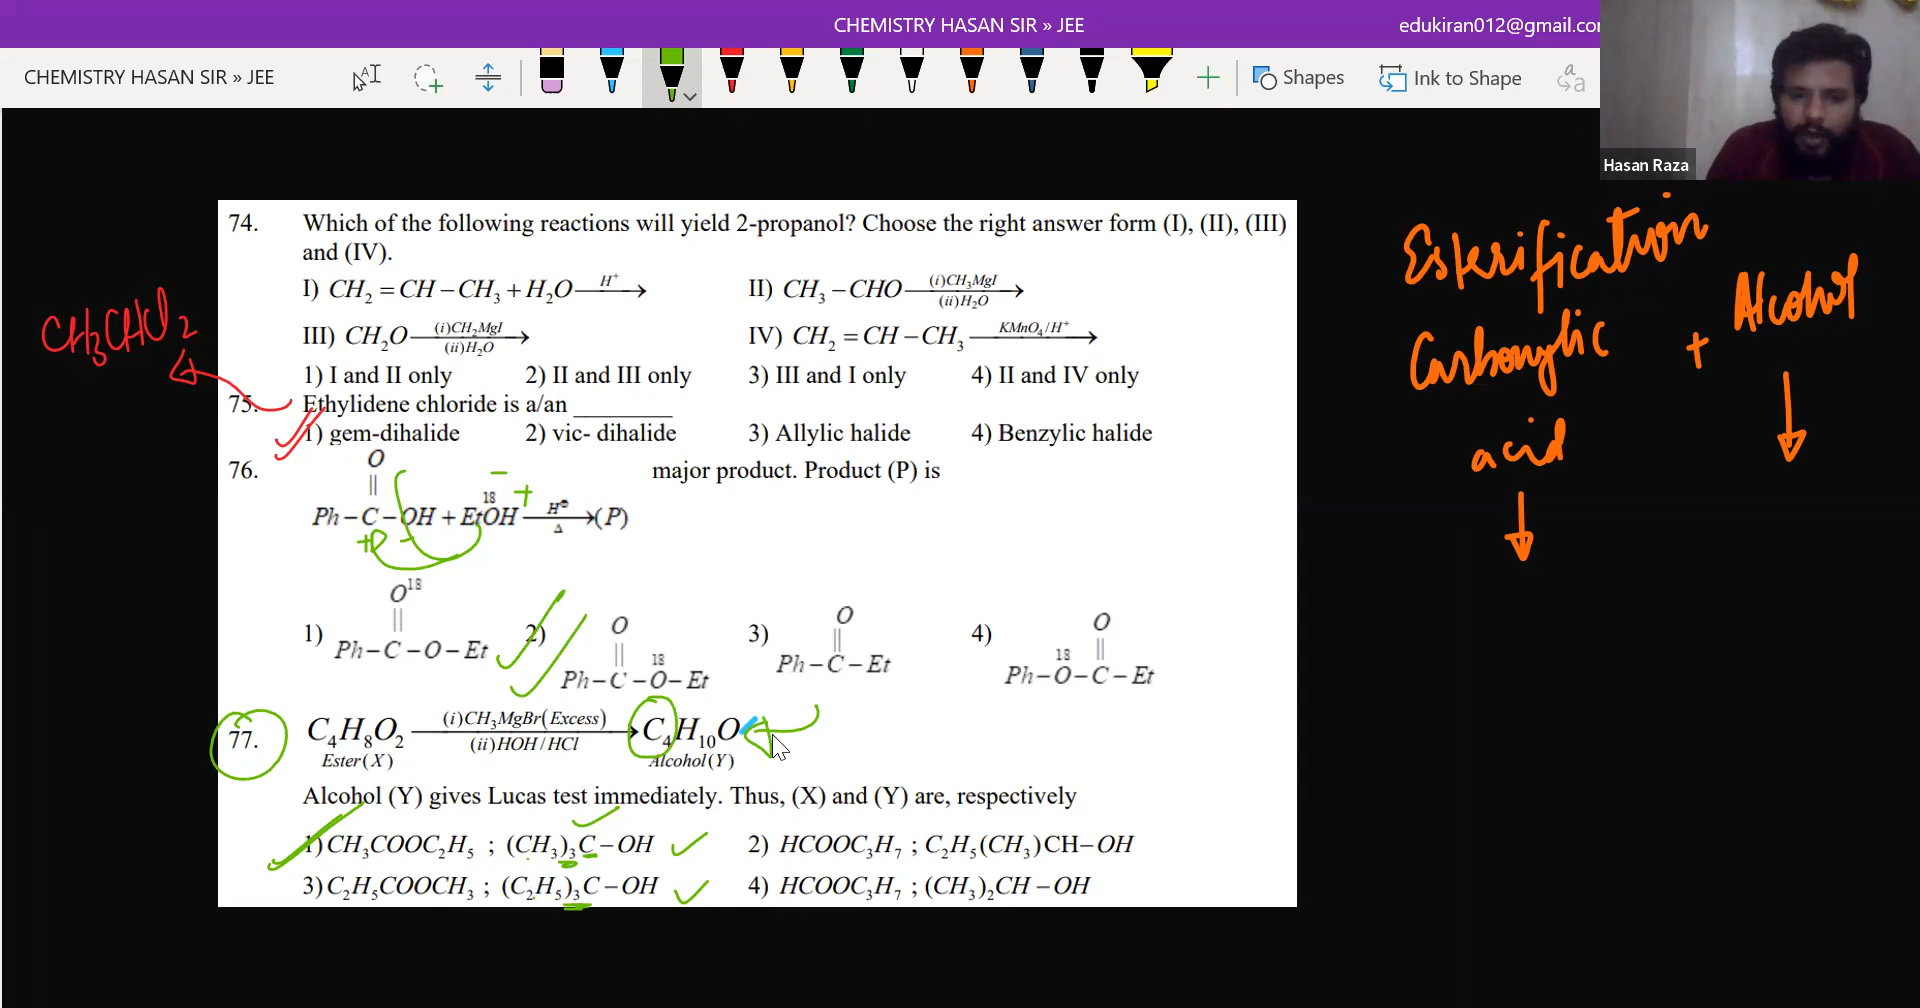 CHEMISTRY HASAN SIR » JEE
edukiran012@gmail.co
CHEMISTRY HASAN SIR » JEE
Shapes
Ink to Shape
Hasan Raza
74. Which of the following reactions will yield 2-propanol? Choose the right answer form (I), (II), (III)
and (IV).
I) CH₂ = CH – CH₃ + H₂O —H⁺→ II) CH₃ – CHO —(i)CH₃MgI (ii)H₂O→
III) CH₂O —(i)CH₂MgI (ii)H₂O→ IV) CH₂ = CH – CH₃ —KMnO₄/H⁺→
1) I and II only 2) II and III only 3) III and I only 4) II and IV only
75. Ethylidene chloride is a/an ________
1) gem-dihalide 2) vic- dihalide 3) Allylic halide 4) Benzylic halide
76. major product. Product (P) is
O
||
Ph – C – OH + Et¹⁸OH —H⊕ Δ→ (P)
1) O¹⁸
||
Ph – C – O – Et
2) O
||
Ph – C – ¹⁸O – Et
3) O
||
Ph – C – Et
4) O
||
Ph – ¹⁸O – C – Et
77. C₄H₈O₂ —(i)CH₃MgBr(Excess) (ii)HOH/HCl→ C₄H₁₀O
Ester(X) Alcohol(Y)
Alcohol (Y) gives Lucas test immediately. Thus, (X) and (Y) are, respectively
1) CH₃COOC₂H₅ ; (CH₃)₃C – OH 2) HCOOC₃H₇ ; C₂H₅(CH₃)CH – OH
3) C₂H₅COOCH₃ ; (C₂H₅)₃C – OH 4) HCOOC₃H₇ ; (CH₃)₂CH – OH
CH₃CHCl₂
Esterification
Carboxylic + Alcohol
acid